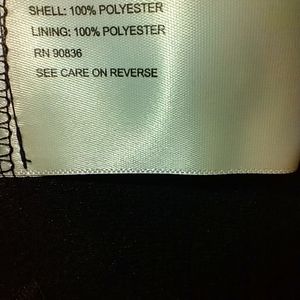 SHELL: 100% POLYESTER
LINING: 100% POLYESTER
RN 90836
SEE CARE ON REVERSE